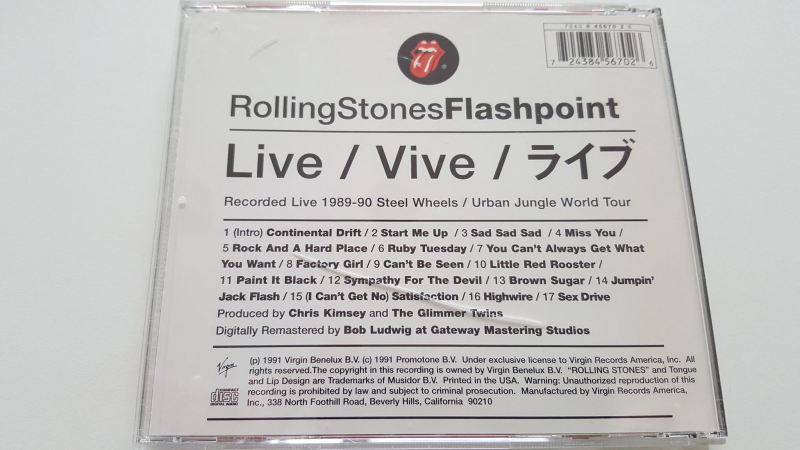 7243 8 45670 2 6
7 24384 56702 6
RollingStonesFlashpoint
Live / Vive / ライブ
Recorded Live 1989-90 Steel Wheels / Urban Jungle World Tour
1 (Intro) Continental Drift / 2 Start Me Up / 3 Sad Sad Sad / 4 Miss You /
5 Rock And A Hard Place / 6 Ruby Tuesday / 7 You Can't Always Get What
You Want / 8 Factory Girl / 9 Can't Be Seen / 10 Little Red Rooster /
11 Paint It Black / 12 Sympathy For The Devil / 13 Brown Sugar / 14 Jumpin'
Jack Flash / 15 (I Can't Get No) Satisfaction / 16 Highwire / 17 Sex Drive
Produced by Chris Kimsey and The Glimmer Twins
Digitally Remastered by Bob Ludwig at Gateway Mastering Studios
(p) 1991 Virgin Benelux B.V. (c) 1991 Promotone B.V. Under exclusive license to Virgin Records America, Inc. All
rights reserved.The copyright in this recording is owned by Virgin Benelux B.V. "ROLLING STONES" and Tongue
and Lip Design are Trademarks of Musidor B.V. Printed in the USA. Warning: Unauthorized reproduction of this
recording is prohibited by law and subject to criminal prosecution. Manufactured by Virgin Records America,
Inc., 338 North Foothill Road, Beverly Hills, California 90210
Virgin
COMPACT
disc
DIGITAL AUDIO